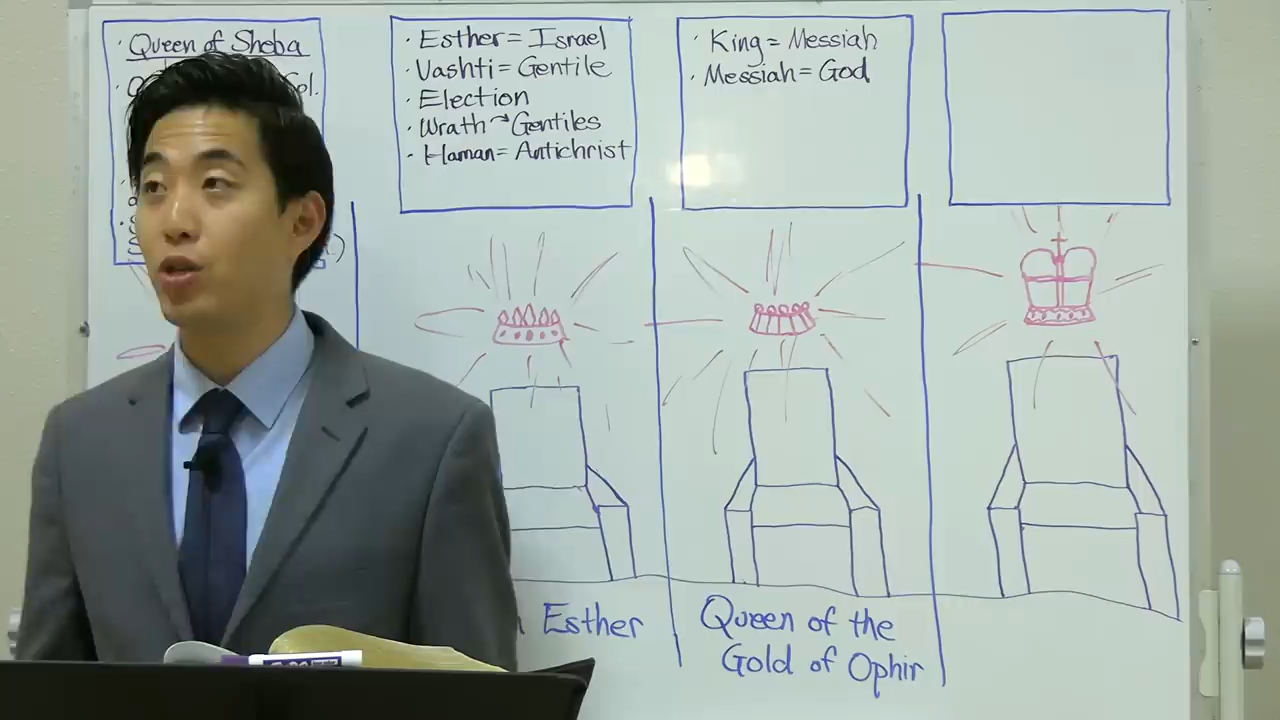 · Queen of Sheba
· Esther = Israel
· Vashti = Gentile
· Election
· Wrath → Gentiles
· Haman = Antichrist
· King = Messiah
· Messiah = God
Esther
Queen of the
Gold of Ophir